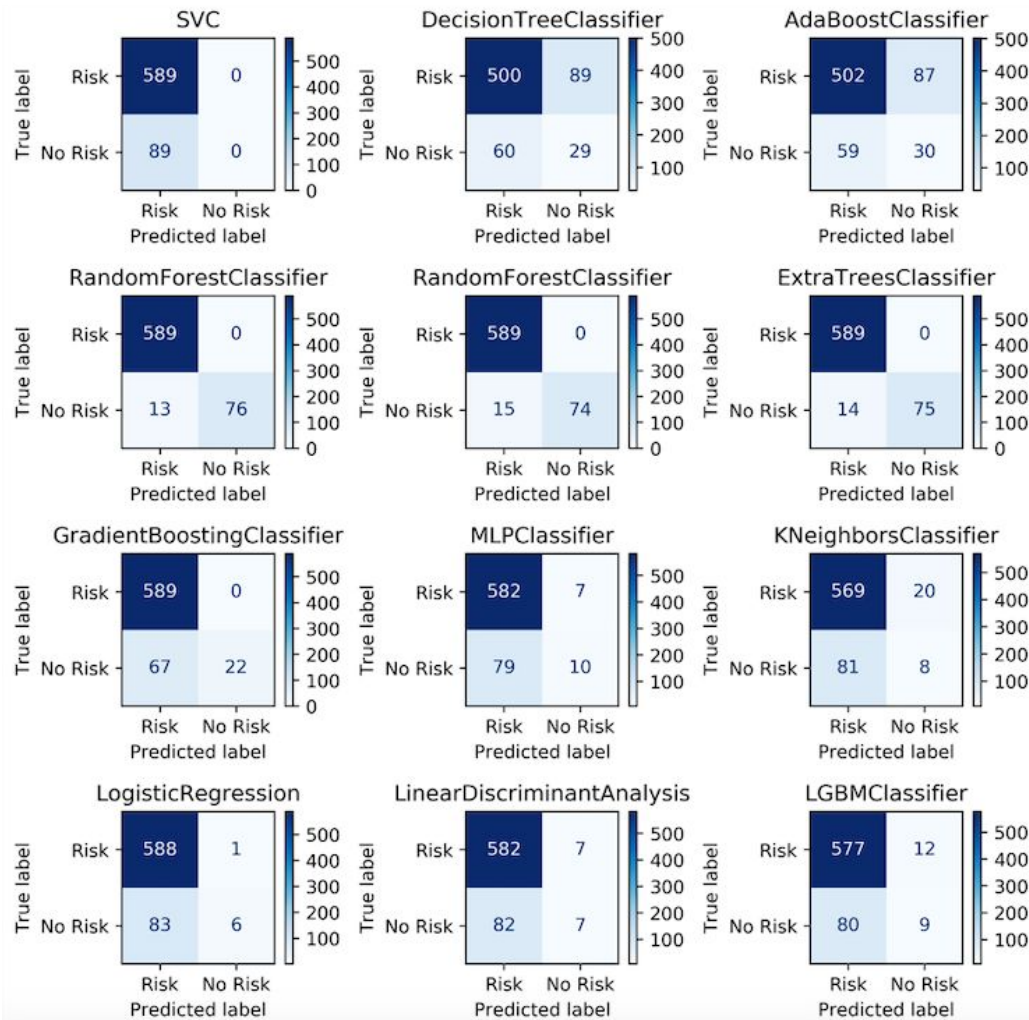 SVC
True label
Risk
No Risk
589 0
89 0
Risk No Risk
Predicted label
500
400
300
200
100
0
DecisionTreeClassifier
True label
Risk
No Risk
500 89
60 29
Risk No Risk
Predicted label
500
400
300
200
100
AdaBoostClassifier
True label
Risk
No Risk
502 87
59 30
Risk No Risk
Predicted label
500
400
300
200
100
RandomForestClassifier
True label
Risk
No Risk
589 0
13 76
Risk No Risk
Predicted label
500
400
300
200
100
0
RandomForestClassifier
True label
Risk
No Risk
589 0
15 74
Risk No Risk
Predicted label
500
400
300
200
100
0
ExtraTreesClassifier
True label
Risk
No Risk
589 0
14 75
Risk No Risk
Predicted label
500
400
300
200
100
0
GradientBoostingClassifier
True label
Risk
No Risk
589 0
67 22
Risk No Risk
Predicted label
500
400
300
200
100
0
MLPClassifier
True label
Risk
No Risk
582 7
79 10
Risk No Risk
Predicted label
500
400
300
200
100
KNeighborsClassifier
True label
Risk
No Risk
569 20
81 8
Risk No Risk
Predicted label
500
400
300
200
100
LogisticRegression
True label
Risk
No Risk
588 1
83 6
Risk No Risk
Predicted label
500
400
300
200
100
LinearDiscriminantAnalysis
True label
Risk
No Risk
582 7
82 7
Risk No Risk
Predicted label
500
400
300
200
100
LGBMClassifier
True label
Risk
No Risk
577 12
80 9
Risk No Risk
Predicted label
500
400
300
200
100